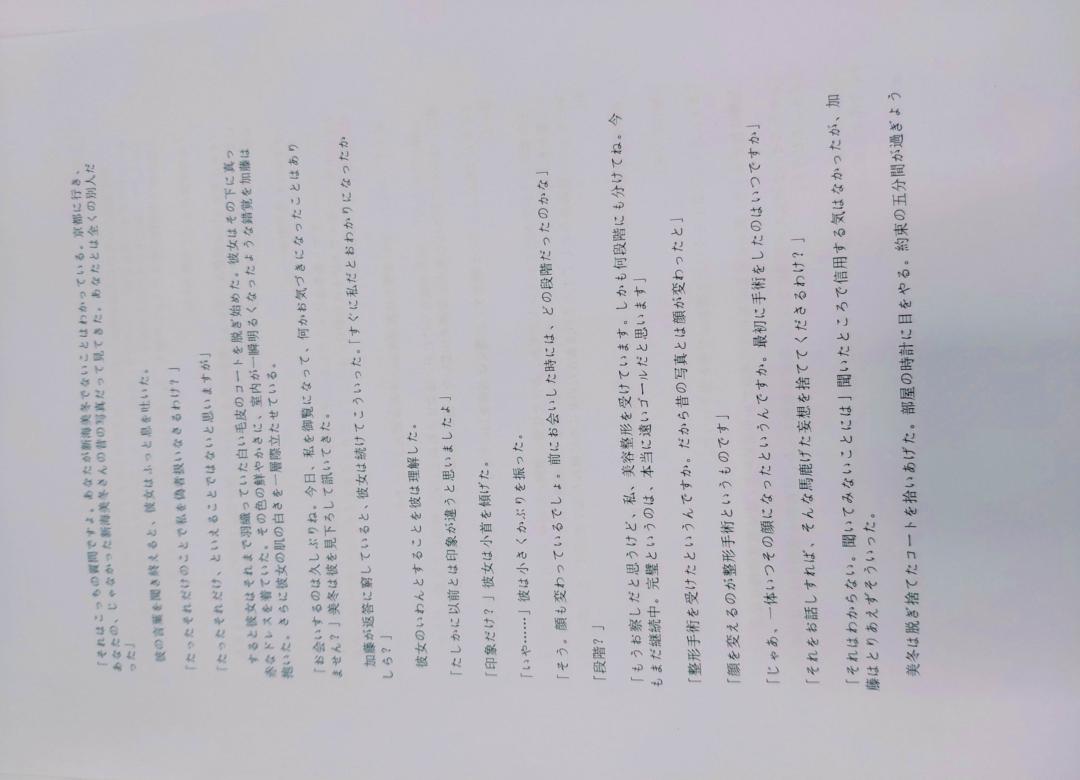 「それはこっちの質問ですよ。あなたが新海美冬でないことはわかっている。京都に行き、
あなたの、じゃなかった新海美冬さんの昔の写真だって見てきた。あなたとは全くの別人だ
った」
彼の言葉を聞き終えると、彼女はふっと息を吐いた。
「たったそれだけのことで私を偽者扱いなさるわけ?」
「たったそれだけ、といえることではないと思いますが」
すると彼女はそれまで羽織っていた白い毛皮のコートを脱ぎ始めた。彼女はその下に真っ
赤なドレスを着ていた。その色の鮮やかさに、室内が一瞬明るくなったような錯覚を加藤は
抱いた。さらに彼女の肌の白さを一層際立たせている。
「お会いするのは久しぶりね。今日、私を御覧になって、何かお気づきになったことはあり
ません?」美冬は彼を見下ろして訊いてきた。
加藤が返答に窮していると、彼女は続けてこういった。「すぐに私だとおわかりになったか
しら?」
彼女のいわんとすることを彼は理解した。
「たしかに以前とは印象が違うと思いましたよ」
「印象だけ?」彼女は小首を傾げた。
「いや……」彼は小さくかぶりを振った。
「そう。顔も変わっているでしょ。前にお会いした時には、どの段階だったのかな」
「段階?」
「もうお察しだと思うけど、私、美容整形を受けています。しかも何段階にも分けてね。今
もまだ継続中。完璧というのは、本当に遠いゴールだと思います」
「整形手術を受けたというんですか。だから昔の写真とは顔が変わったと」
「顔を変えるのが整形手術というものです」
「じゃあ、一体いつその顔になったというんですか。最初に手術をしたのはいつですか」
「それをお話しすれば、そんな馬鹿げた妄想を捨ててくださるわけ?」
「それはわからない。聞いてみないことには」聞いたところで信用する気はなかったが、加
藤はとりあえずそういった。
美冬は脱ぎ捨てたコートを拾いあげた。部屋の時計に目をやる。約束の五分間が過ぎよう